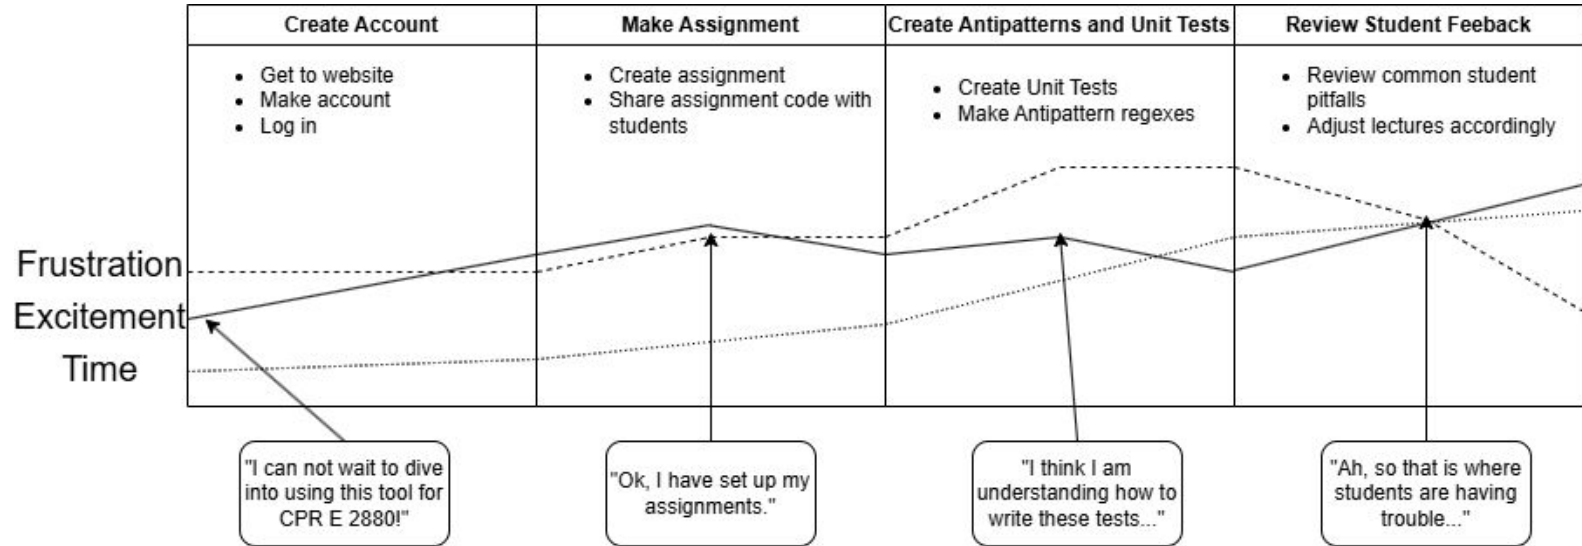 Create Account
Make Assignment
Create Antipatterns and Unit Tests
Review Student Feeback
• Get to website
• Make account
• Log in
• Create assignment
• Share assignment code with
students
• Create Unit Tests
• Make Antipattern regexes
• Review common student
pitfalls
• Adjust lectures accordingly
Frustration
Excitement
Time
"I can not wait to dive
into using this tool for
CPR E 2880!"
"Ok, I have set up my
assignments."
"I think I am
understanding how to
write these tests..."
"Ah, so that is where
students are having
trouble..."